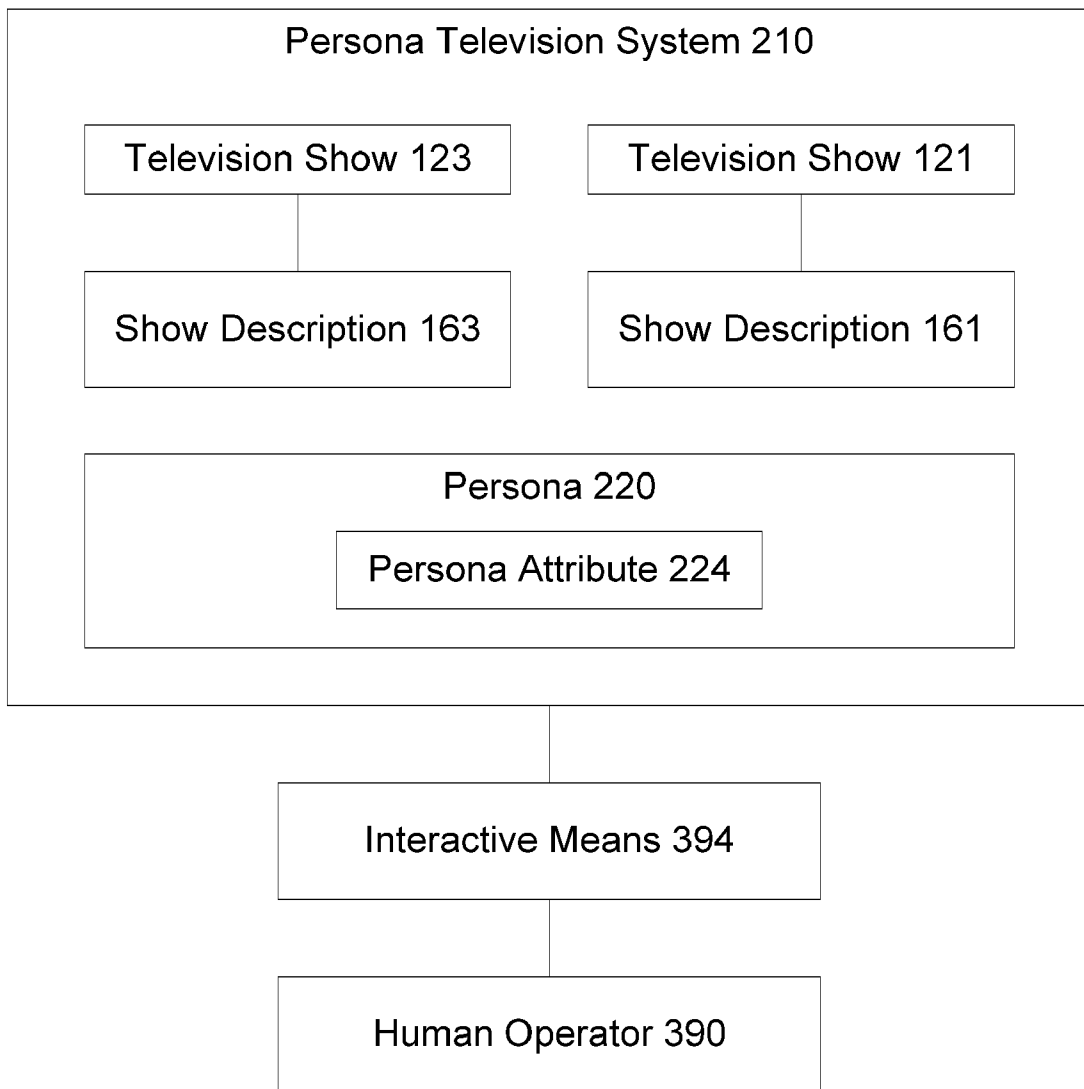 Persona Television System 210
Television Show 123
Television Show 121
Show Description 163
Show Description 161
Persona 220
Persona Attribute 224
Interactive Means 394
Human Operator 390